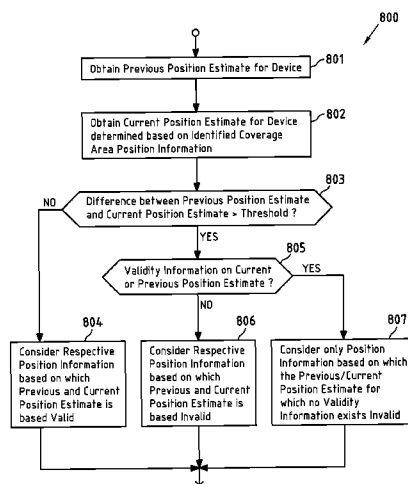 800
Obtain Previous Position Estimate for Device
801
802
Obtain Current Position Estimate for Device
determined based on Identified Coverage
Area Position Information
803
NO
Difference between Previous Position Estimate
and Current Position Estimate > Threshold ?
YES
805
Validity Information on Current
or Previous Position Estimate ?
YES
NO
804
Consider Respective
Position Information
based on which
Previous and Current
Position Estimate is
based Valid
806
Consider Respective
Position Information
based on which
Previous and Current
Position Estimate is
based Invalid
807
Consider only Position
Information based on which
the Previous/Current
Position Estimate for
which no Validity
Information exists Invalid